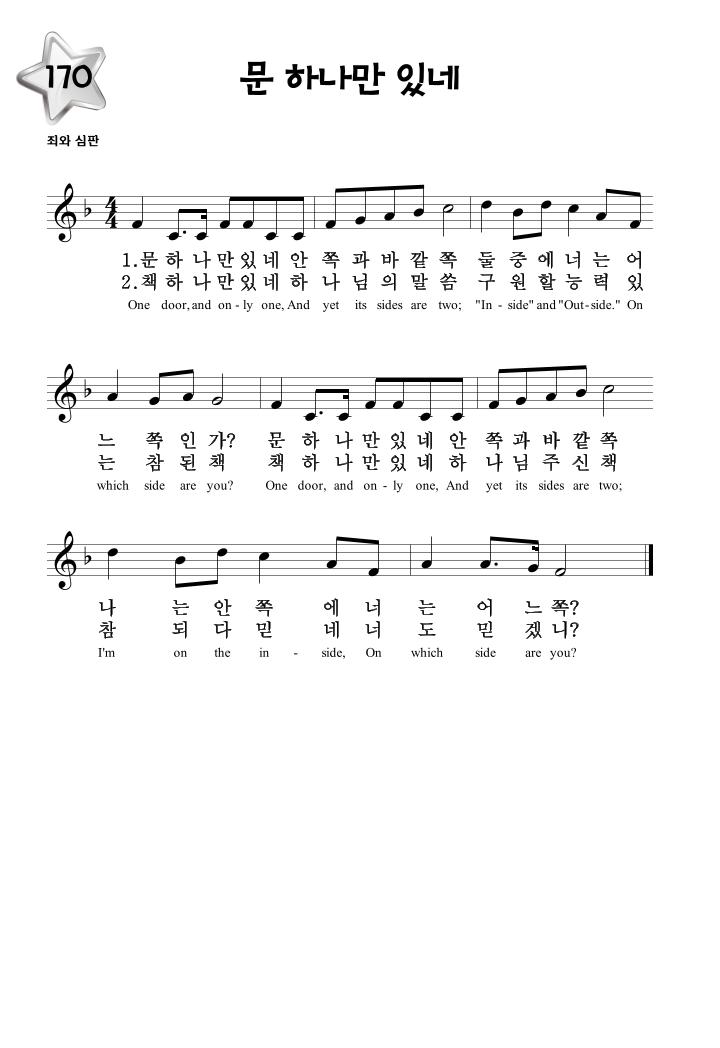 170
문 하나만 있네
죄와 심판
1.문 하 나 만 있 네 안 쪽 과 바 깥 쪽 둘 중 에 너 는 어
2.책 하 나 만 있 네 하 나 님 의 말 씀 구 원 할 능 력 있
One door, and on - ly one, And yet its sides are two; "In - side" and "Out-side." On
느 쪽 인 가? 문 하 나 만 있 네 안 쪽 과 바 깥 쪽
는 참 된 책 책 하 나 만 있 네 하 나 님 주 신 책
which side are you? One door, and on - ly one, And yet its sides are two;
나 는 안 쪽 에 너 는 어 느 쪽?
참 되 다 믿 네 너 도 믿 겠 니?
I'm on the in - side, On which side are you?